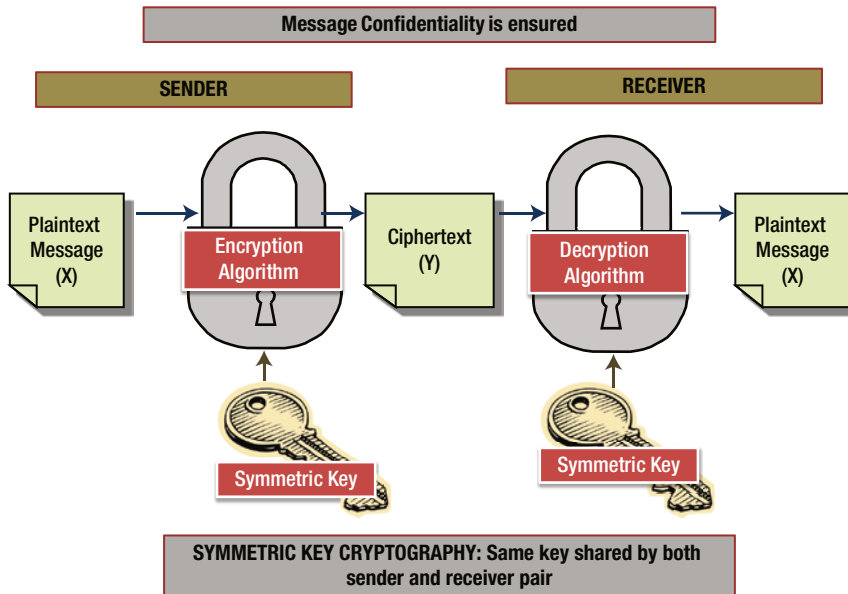 Message Confidentiality is ensured
SENDER
RECEIVER
Plaintext
Message
(X)
Encryption
Algorithm
Ciphertext
(Y)
Decryption
Algorithm
Plaintext
Message
(X)
Symmetric Key
Symmetric Key
SYMMETRIC KEY CRYPTOGRAPHY: Same key shared by both
sender and receiver pair